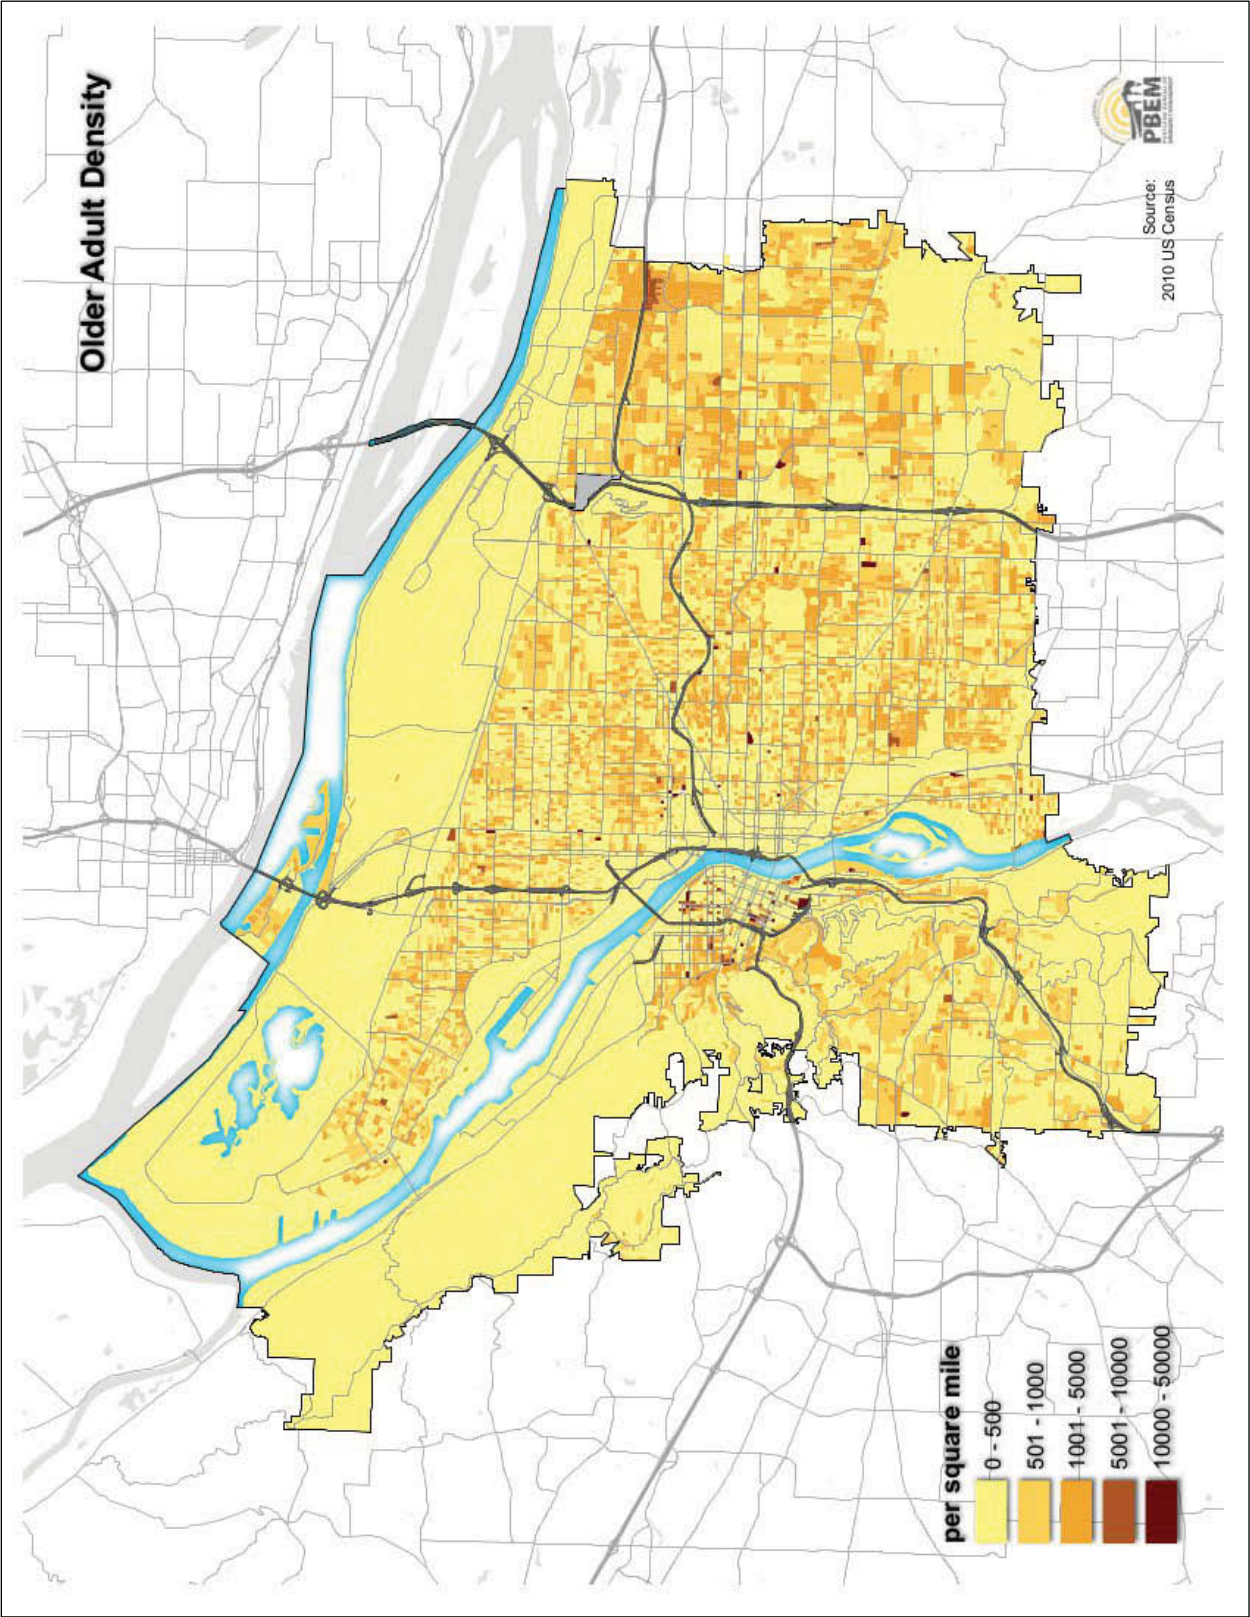 Older Adult Density
per square mile
0 - 500
501 - 1000
1001 - 5000
5001 - 10000
10000 - 50000
Source:
2010 US Census
PBEM